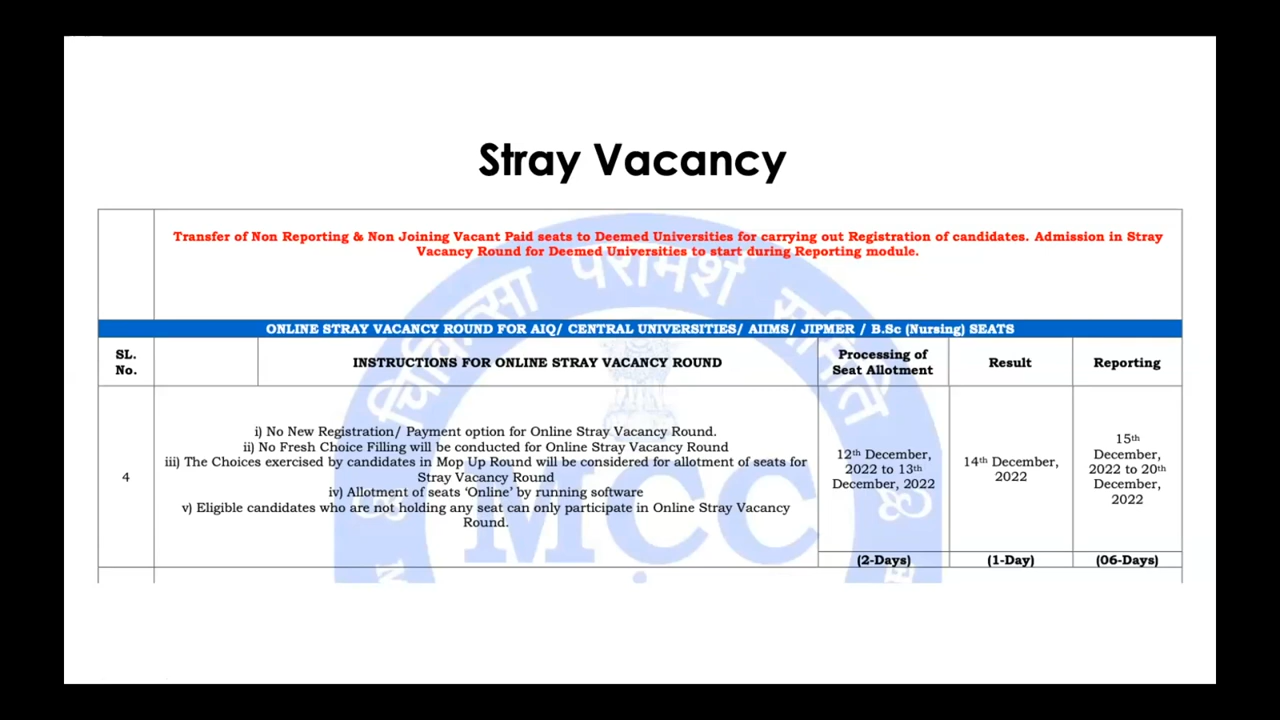 Stray Vacancy
Transfer of Non Reporting & Non Joining Vacant Paid seats to Deemed Universities for carrying out Registration of candidates. Admission in Stray
Vacancy Round for Deemed Universities to start during Reporting module.
ONLINE STRAY VACANCY ROUND FOR AIQ/ CENTRAL UNIVERSITIES/ AIIMS/ JIPMER / B.Sc (Nursing) SEATS
SL.
No.
INSTRUCTIONS FOR ONLINE STRAY VACANCY ROUND
Processing of
Seat Allotment
Result
Reporting
4
i) No New Registration/ Payment option for Online Stray Vacancy Round.
ii) No Fresh Choice Filling will be conducted for Online Stray Vacancy Round
iii) The Choices exercised by candidates in Mop Up Round will be considered for allotment of seats for
Stray Vacancy Round
iv) Allotment of seats ‘Online’ by running software
v) Eligible candidates who are not holding any seat can only participate in Online Stray Vacancy
Round.
12th December,
2022 to 13th
December, 2022
14th December,
2022
15th
December,
2022 to 20th
December,
2022
(2-Days)
(1-Day)
(06-Days)
चिकित्सा परामर्श समिति
MCC